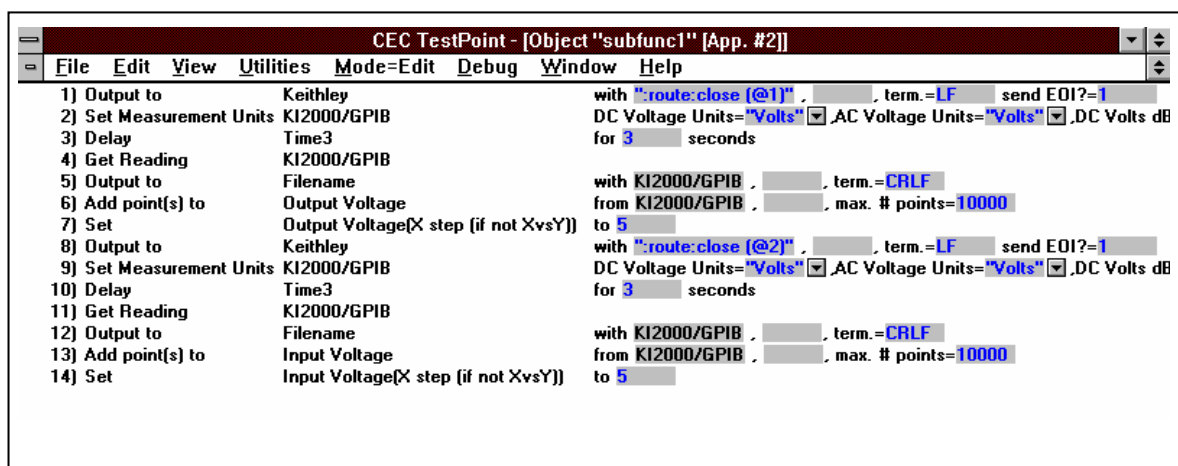 CEC TestPoint - [Object "subfunc1" [App. #2]]
File Edit View Utilities Mode=Edit Debug Window Help
1) Output to Keithley with ":route:close (@1)" , , term.=LF send EOI?=1
2) Set Measurement Units KI2000/GPIB DC Voltage Units="Volts" ,AC Voltage Units="Volts" ,DC Volts dB
3) Delay Time3 for 3 seconds
4) Get Reading KI2000/GPIB
5) Output to Filename with KI2000/GPIB , , term.=CRLF
6) Add point(s) to Output Voltage from KI2000/GPIB , , max. # points=10000
7) Set Output Voltage(X step (if not XvsY)) to 5
8) Output to Keithley with ":route:close (@2)" , , term.=LF send EOI?=1
9) Set Measurement Units KI2000/GPIB DC Voltage Units="Volts" ,AC Voltage Units="Volts" ,DC Volts dB
10) Delay Time3 for 3 seconds
11) Get Reading KI2000/GPIB
12) Output to Filename with KI2000/GPIB , , term.=CRLF
13) Add point(s) to Input Voltage from KI2000/GPIB , , max. # points=10000
14) Set Input Voltage(X step (if not XvsY)) to 5